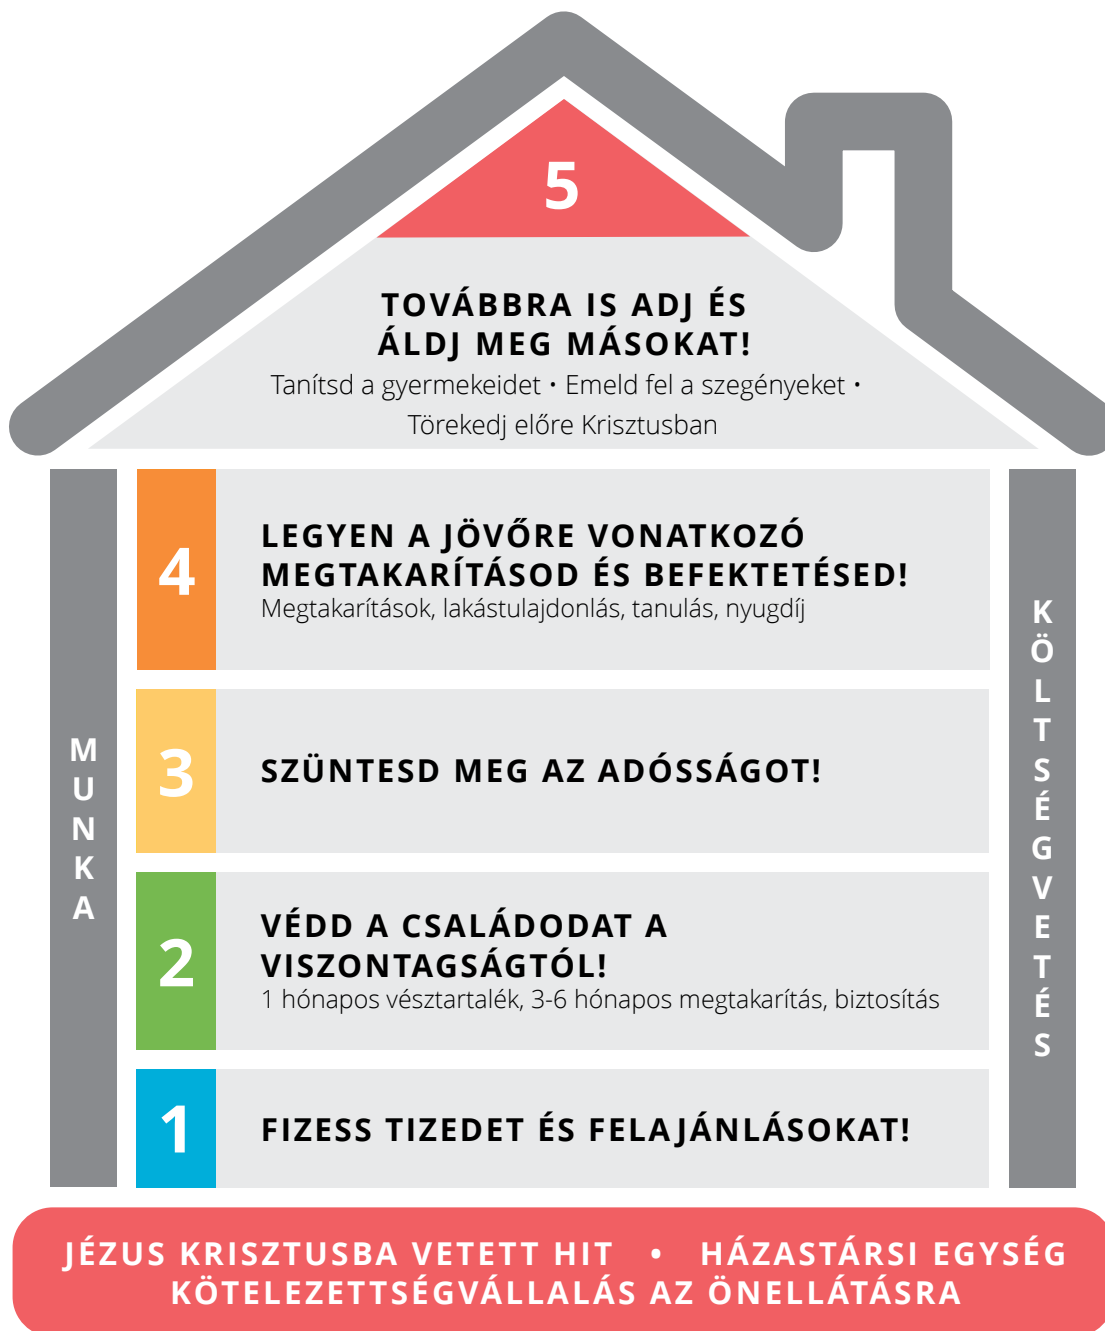 5
TOVÁBBRA IS ADJ ÉS
ÁLDJ MEG MÁSOKAT!
Tanítsd a gyermekeidet • Emeld fel a szegényeket •
Törekedj előre Krisztusban
MUNKA
4
LEGYEN A JÖVŐRE VONATKOZÓ
MEGTAKARÍTÁSOD ÉS BEFEKTETÉSED!
Megtakarítások, lakástulajdonlás, tanulás, nyugdíj
3
SZÜNTESD MEG AZ ADÓSSÁGOT!
2
VÉDD A CSALÁDODAT A
VISZONTAGSÁGTÓL!
1 hónapos vésztartalék, 3-6 hónapos megtakarítás, biztosítás
1
FIZESS TIZEDET ÉS FELAJÁNLÁSOKAT!
KÖLTSÉGVETÉS
JÉZUS KRISZTUSBA VETETT HIT • HÁZASTÁRSI EGYSÉG
KÖTELEZETTSÉGVÁLLALÁS AZ ÖNELLÁTÁSRA